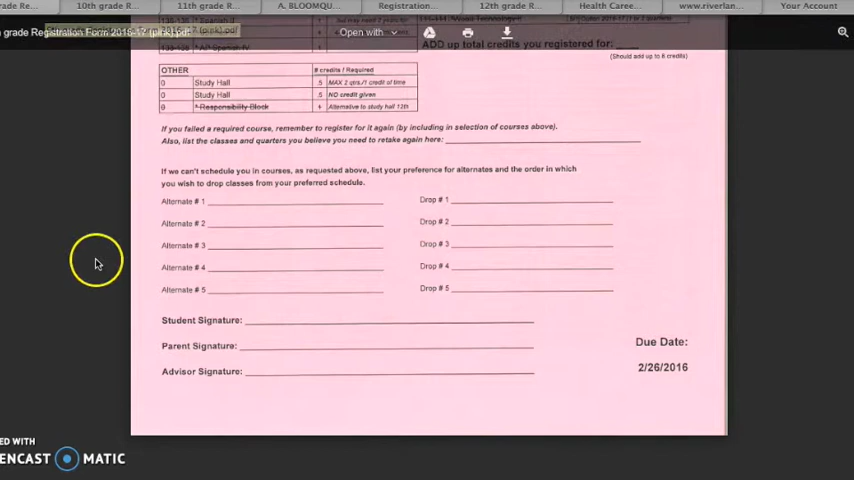 10th grade R...
11th grade R...
A. BLOOMQU...
Registration...
12th grade R...
Health Caree...
www.riverlan...
Your Account
grade Registration Form 2016-17 (pink).pdf
Open with
ADD up total credits you registered for:
(Should add up to 8 credits)
OTHER # credits / Required
0 Study Hall .5 MAX 2 qtrs./1 credit of time
0 Study Hall .5 NO credit given
0 * Responsibility Block Alternative to study hall 12th
If you failed a required course, remember to register for it again (by including in selection of courses above).
Also, list the classes and quarters you believe you need to retake again here:
If we can't schedule you in courses, as requested above, list your preference for alternates and the order in which
you wish to drop classes from your preferred schedule.
Alternate # 1 Drop # 1
Alternate # 2 Drop # 2
Alternate # 3 Drop # 3
Alternate # 4 Drop # 4
Alternate # 5 Drop # 5
Student Signature:
Parent Signature:
Advisor Signature:
Due Date:
2/26/2016
ED WITH
ENCAST MATIC